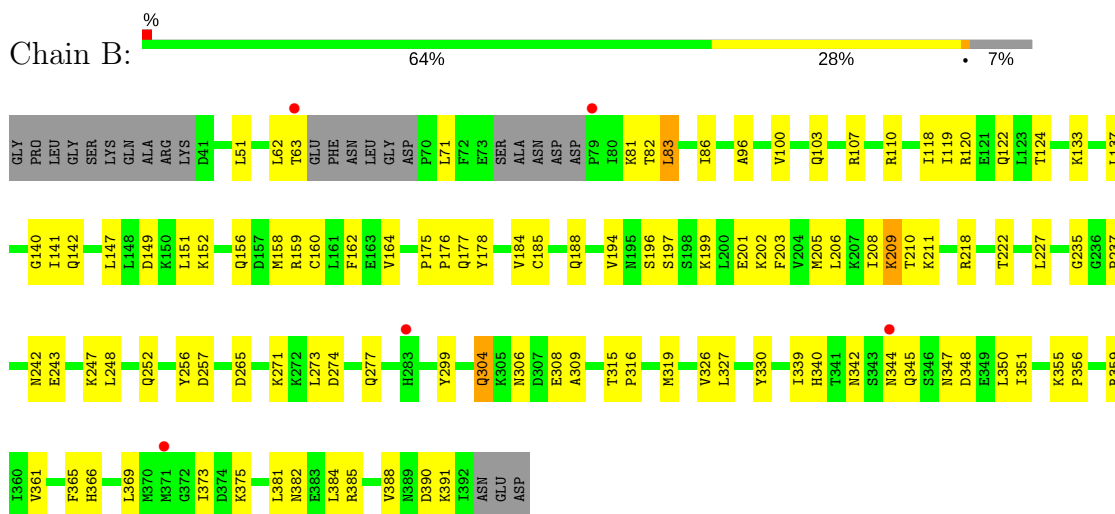 %
Chain B:
64% 28% • 7%
GLY PRO LEU GLY SER LYS GLN ALA ARG LYS D41 L51 L62 T63 GLU PHE ASN LEU GLY ASP P70 L71 F72 E73 SER ALA ASN ASP ASP P79 I80 K81 T82 L83 I86 A96 V100 Q103 R107 R110 I118 I119 R120 E121 Q122 L123 T124 K133
G140 I141 Q142 L147 L148 D149 K150 L151 K152 Q156 D157 M158 R159 C160 L161 F162 E163 V164 P175 P176 Q177 Y178 V184 C185 Q188 V194 N195 S196 S197 S198 K199 L200 E201 K202 F203 V204 M205 L206 K207 I208 K209 T210 K211 R218 T222 L227 G235 G236
N242 E243 K247 L248 Q252 Y256 D257 D265 K271 K272 L273 D274 Q277 H283 Y299 Q304 K305 N306 D307 E308 A309 T315 P316 M319 V326 L327 Y330 I339 H340 T341 N342 S343 N344 Q345 S346 N347 D348 E349 L350 I351 K355 P356
I360 V361 F365 H366 L369 M370 M371 G372 I373 D374 K375 L381 N382 E383 L384 R385 V388 N389 D390 K391 I392 ASN GLU ASP